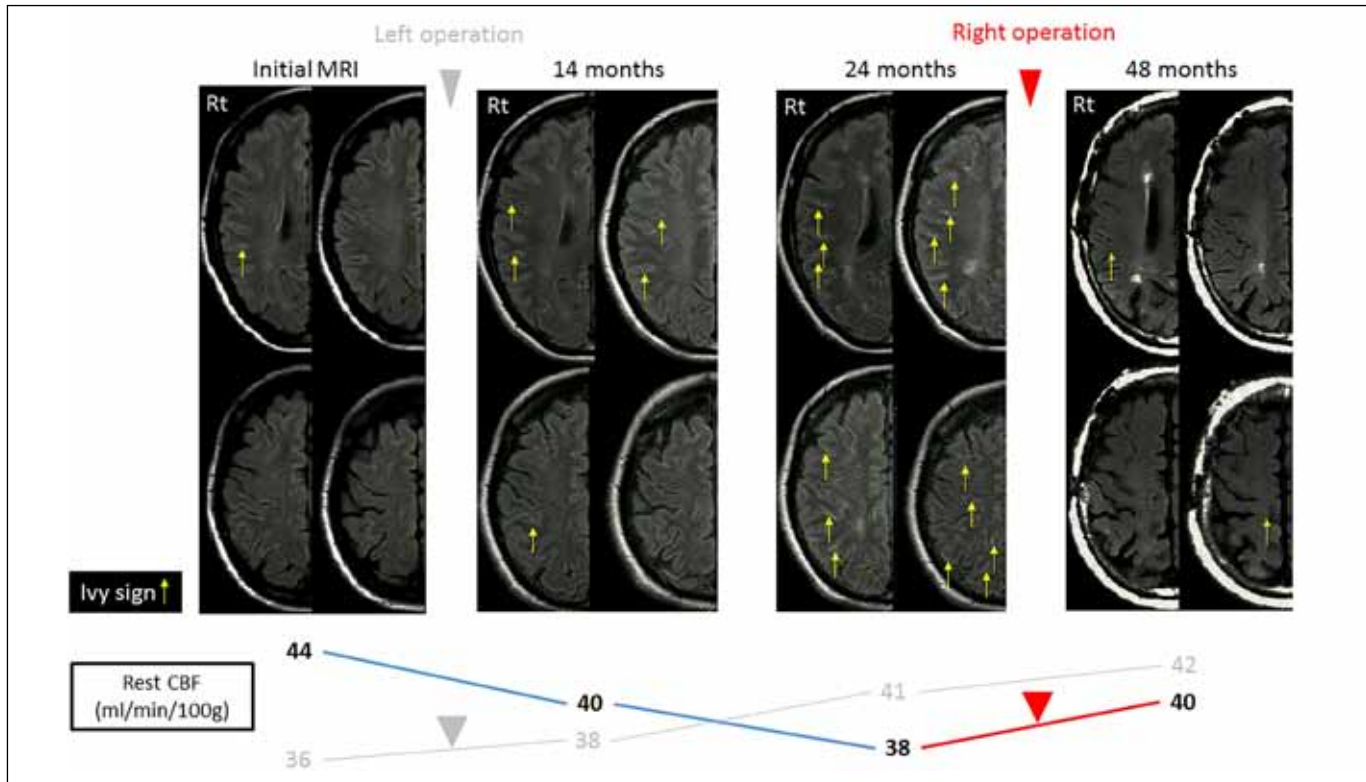 Left operation
Right operation
Initial MRI
14 months
24 months
48 months
Rt
Rt
Rt
Rt
Ivy sign
Rest CBF
(ml/min/100g)
44
40
38
40
36
38
41
42